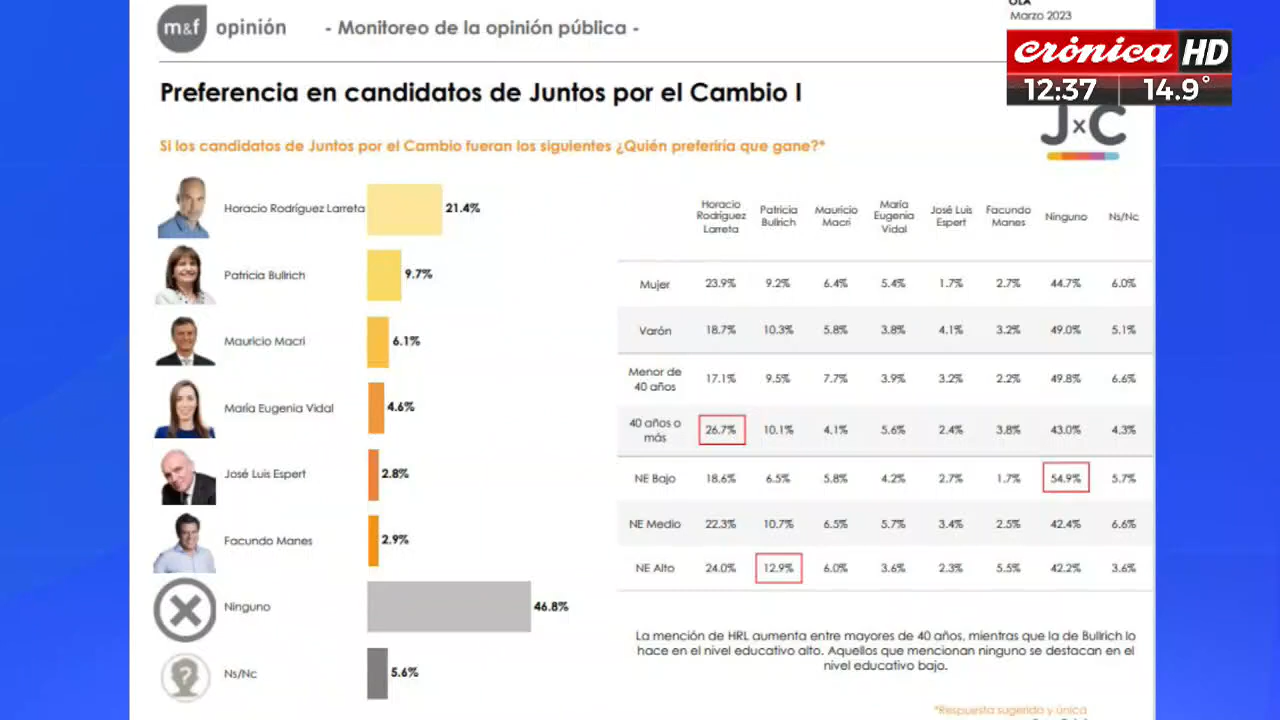 m&f opinión
- Monitoreo de la opinión pública -
OLA
Marzo 2023
crónica HD
12:37 14.9°
Preferencia en candidatos de Juntos por el Cambio I
JxC
Si los candidatos de Juntos por el Cambio fueran los siguientes ¿Quién preferiría que gane?*
Horacio Rodríguez Larreta 21.4%
Patricia Bullrich 9.7%
Mauricio Macri 6.1%
María Eugenia Vidal 4.6%
José Luis Espert 2.8%
Facundo Manes 2.9%
Ninguno 46.8%
Ns/Nc 5.6%
Horacio Rodríguez Larreta Patricia Bullrich Mauricio Macri María Eugenia Vidal José Luis Espert Facundo Manes Ninguno Ns/Nc
Mujer 23.9% 9.2% 6.4% 5.4% 1.7% 2.7% 44.7% 6.0%
Varón 18.7% 10.3% 5.8% 3.8% 4.1% 3.2% 49.0% 5.1%
Menor de 40 años 17.1% 9.5% 7.7% 3.9% 3.2% 2.2% 49.8% 6.6%
40 años o más 26.7% 10.1% 4.1% 5.6% 2.4% 3.8% 43.0% 4.3%
NE Bajo 18.6% 6.5% 5.8% 4.2% 2.7% 1.7% 54.9% 5.7%
NE Medio 22.3% 10.7% 6.5% 5.7% 3.4% 2.5% 42.4% 6.6%
NE Alto 24.0% 12.9% 6.0% 3.6% 2.3% 5.5% 42.2% 3.6%
La mención de HRL aumenta entre mayores de 40 años, mientras que la de Bullrich lo
hace en el nivel educativo alto. Aquellos que mencionan ninguno se destacan en el
nivel educativo bajo.
*Respuesta sugerida y única